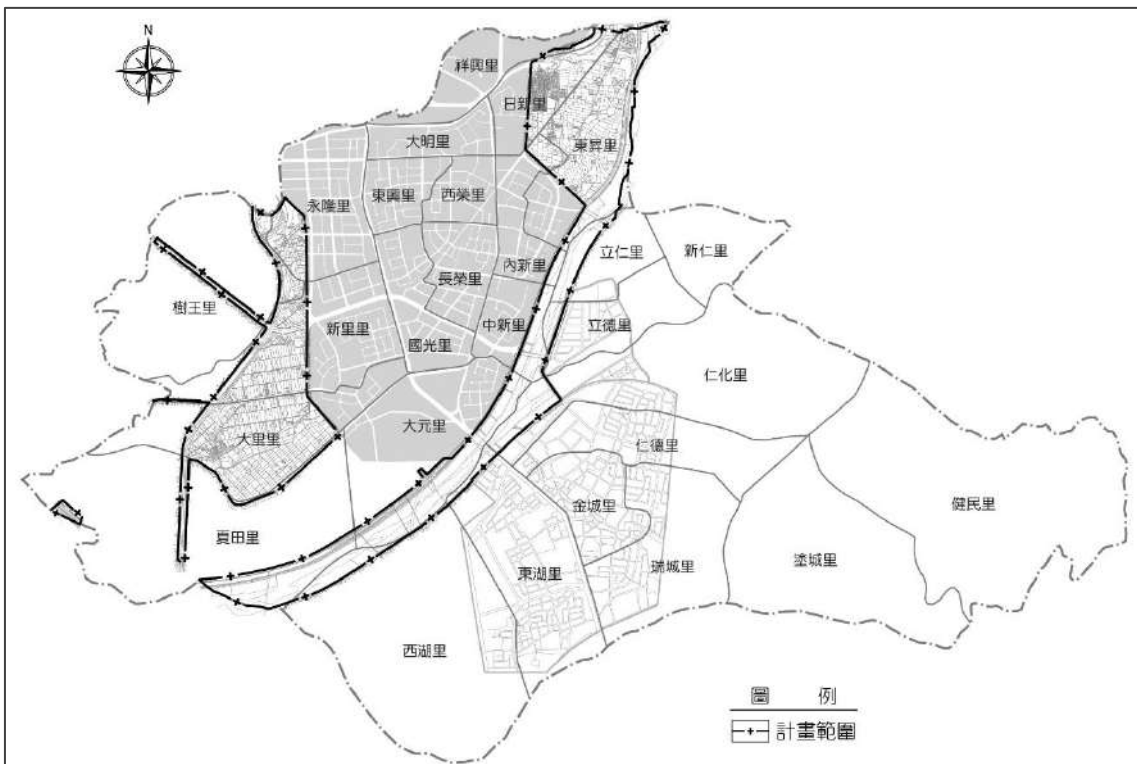 N
祥興里
日新里
大明里
東昇里
東興里
西榮里
永隆里
立仁里
新仁里
內新里
長榮里
樹王里
新里里
中新里
立德里
國光里
仁化里
大元里
大里里
仁德里
金城里
健民里
夏田里
瑞城里
塗城里
東湖里
西湖里
圖 例
計畫範圍